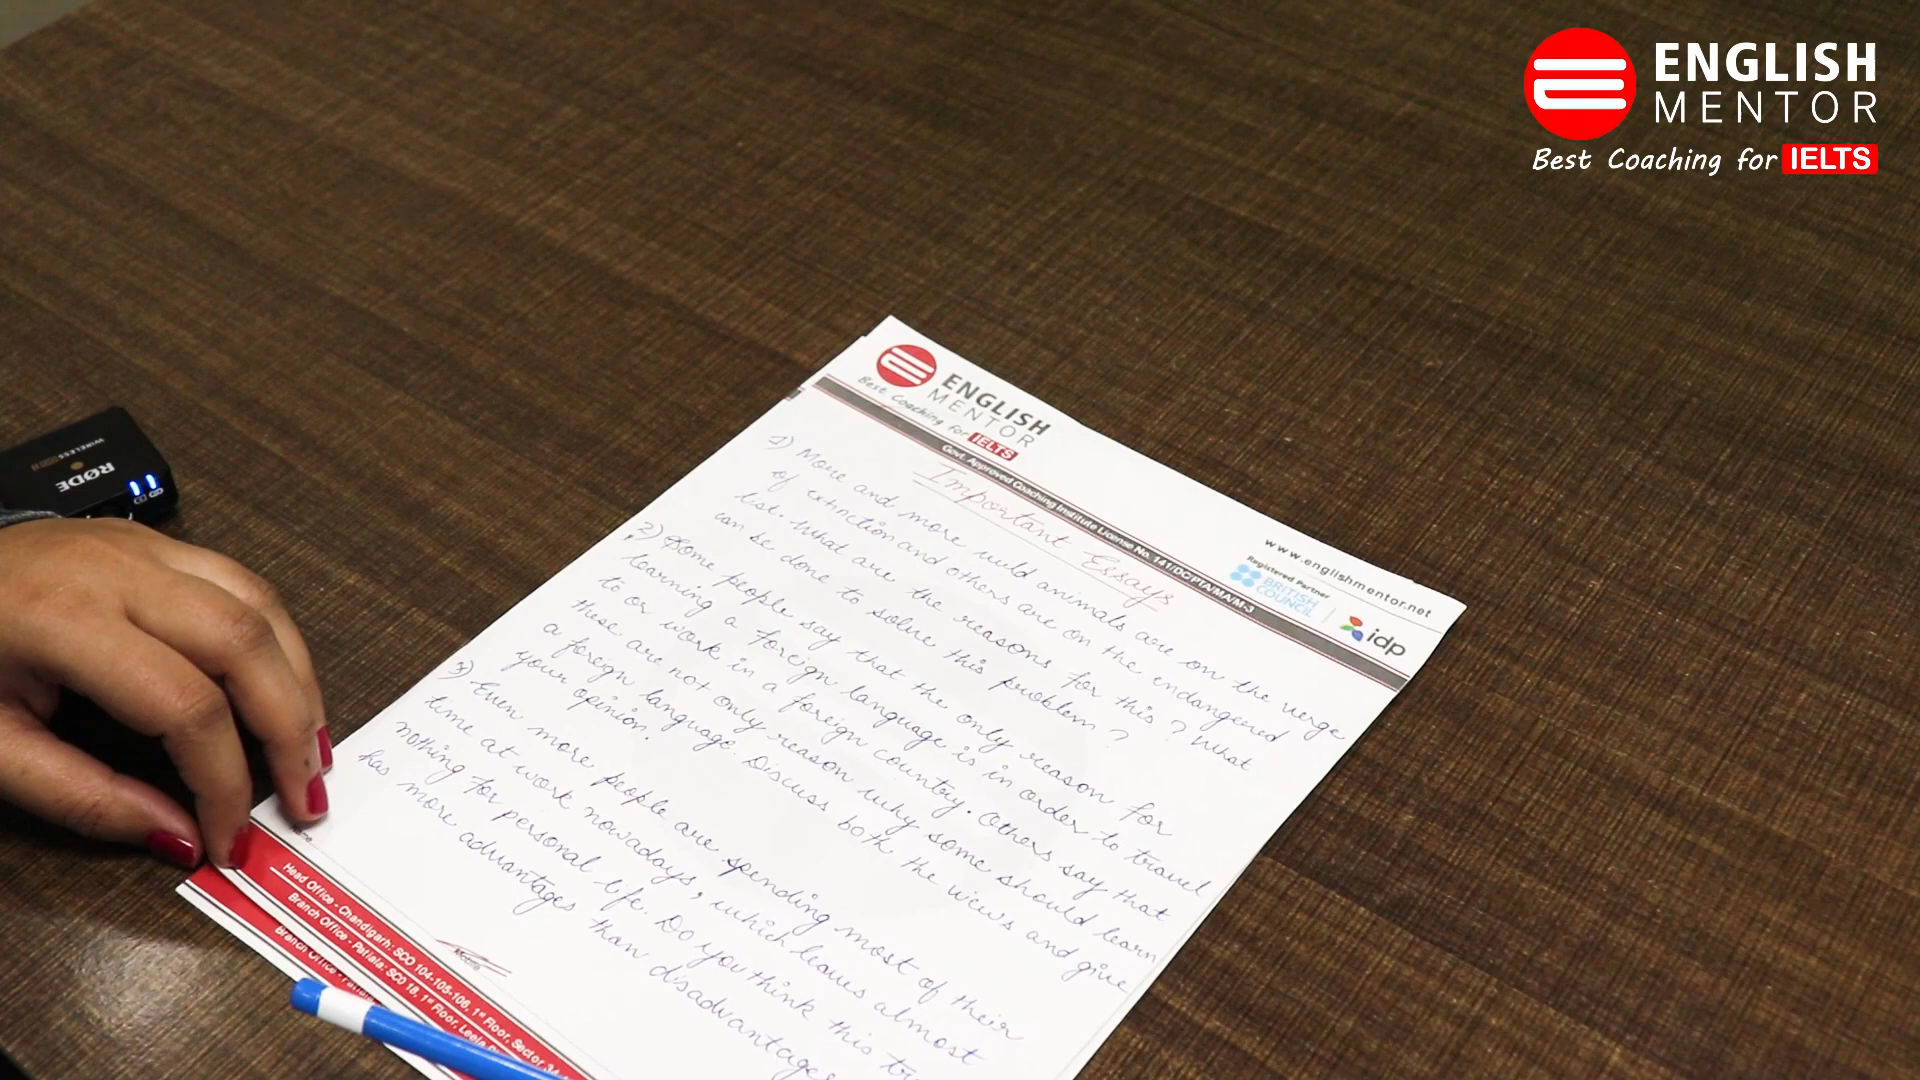 ENGLISH
MENTOR
Best Coaching for IELTS
ENGLISH
MENTOR
Best Coaching for IELTS
Govt. Approved Coaching Institute License No. 141/DC/PTA/MA/M-3
www.englishmentor.net
Registered Partner
BRITISH
COUNCIL
idp
Important Essays
1) More and more wild animals are on the verge
of extinction and others are on the endangered
list. What are the reasons for this? What
can be done to solve this problem?
2) Some people say that the only reason for
learning a foreign language is in order to travel
to or work in a foreign country. Others say that
these are not only reason why some should learn
a foreign language. Discuss both the views and give
your opinion.
3) Even more people are spending most of their
time at work nowadays, which leaves almost
nothing for personal life. Do you think this
has more advantages than disadvantages
RØDE
WIRELESS
Mobile
Head Office - Chandigarh: SCO 104-105-106, 1st Floor, Sector 34
Branch Office - Patiala: SCO 18, 1st Floor, Leela
Branch Office